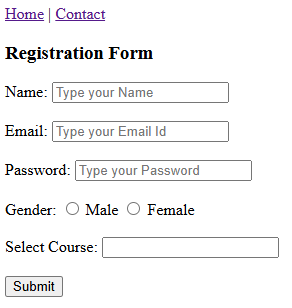 Home | Contact
Registration Form
Name: Type your Name
Email: Type your Email Id
Password: Type your Password
Gender: Male Female
Select Course:
Submit